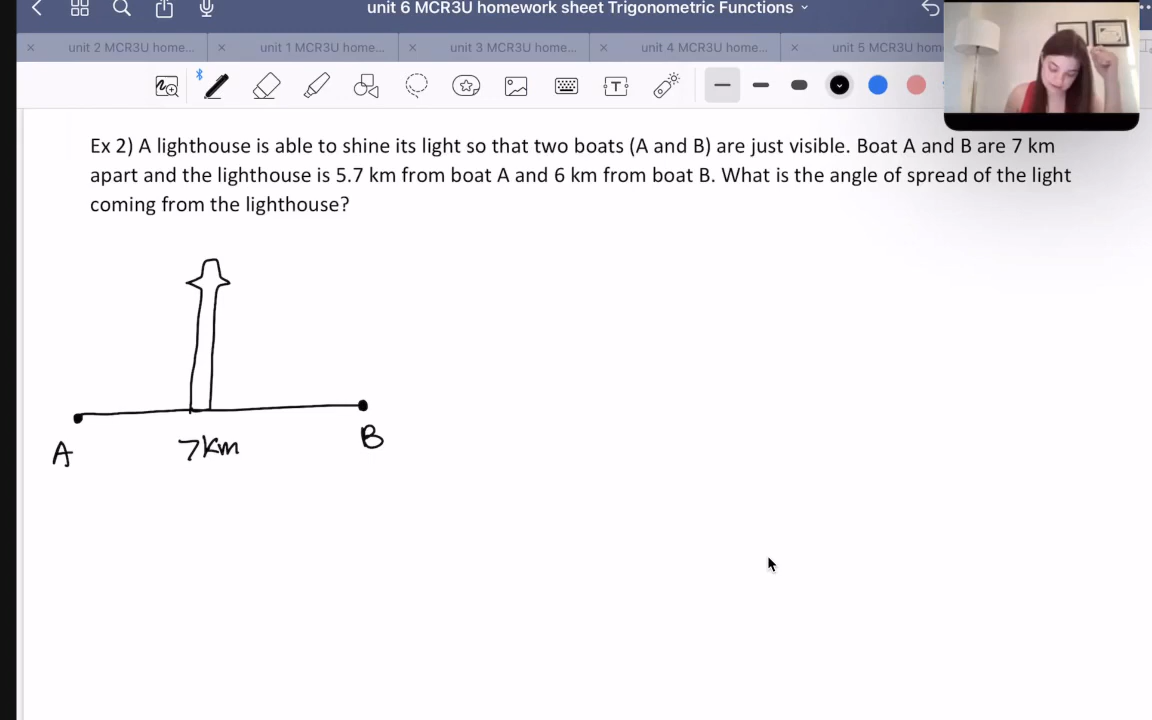 unit 6 MCR3U homework sheet Trigonometric Functions
unit 2 MCR3U home...
unit 1 MCR3U home...
unit 3 MCR3U home...
unit 4 MCR3U home...
unit 5 MCR3U hom
T
Ex 2) A lighthouse is able to shine its light so that two boats (A and B) are just visible. Boat A and B are 7 km
apart and the lighthouse is 5.7 km from boat A and 6 km from boat B. What is the angle of spread of the light
coming from the lighthouse?
A
7km
B